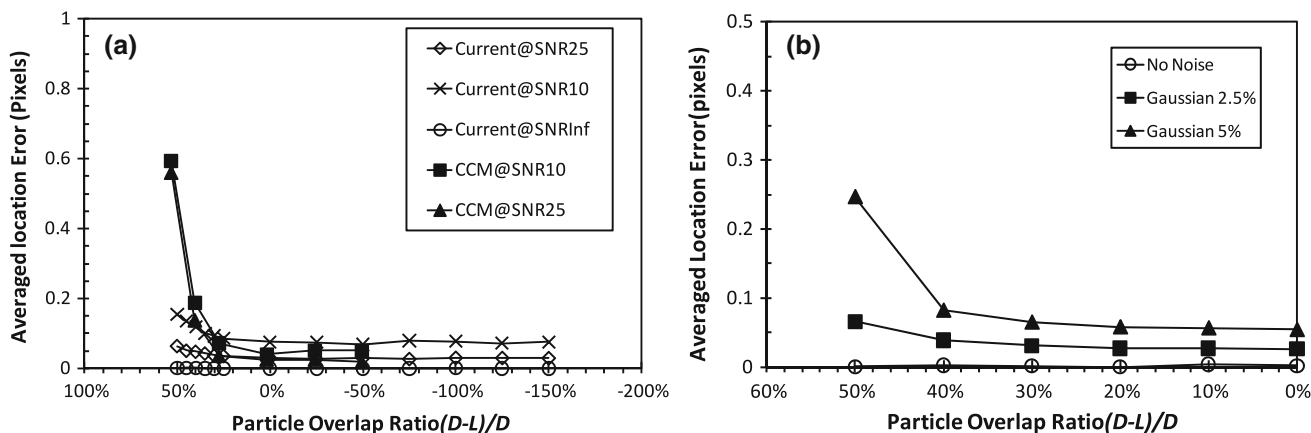 (a)
Averaged location Error (Pixels)
1
0.8
0.6
0.4
0.2
0
Current@SNR25
Current@SNR10
Current@SNRInf
CCM@SNR10
CCM@SNR25
100% 50% 0% -50% -100% -150% -200%
Particle Overlap Ratio(D-L)/D
(b)
Averaged Location Error(pixels)
0.5
0.4
0.3
0.2
0.1
0
No Noise
Gaussian 2.5%
Gaussian 5%
60% 50% 40% 30% 20% 10% 0%
Particle Overlap Ratio(D-L)/D